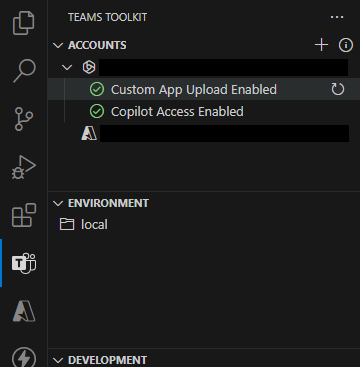 TEAMS TOOLKIT
ACCOUNTS
Custom App Upload Enabled
Copilot Access Enabled
ENVIRONMENT
local
DEVELOPMENT